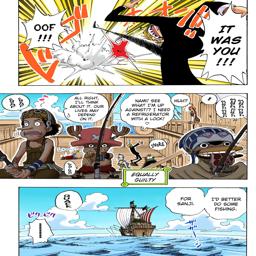 OOF
!!!
IT WAS
YOU
!!!
ALL RIGHT,
I'LL THINK
ABOUT IT. OUR
LIVES MAY
DEPEND ON
IT.
NAMI! SEE
WHAT I'M UP
AGAINST?? I NEED
A REFRIGERATOR
WITH A LOCK!
HUH?
EQUALLY
GUILTY
FOR
SANJI.
I'D BETTER
DO SOME
FISHING.